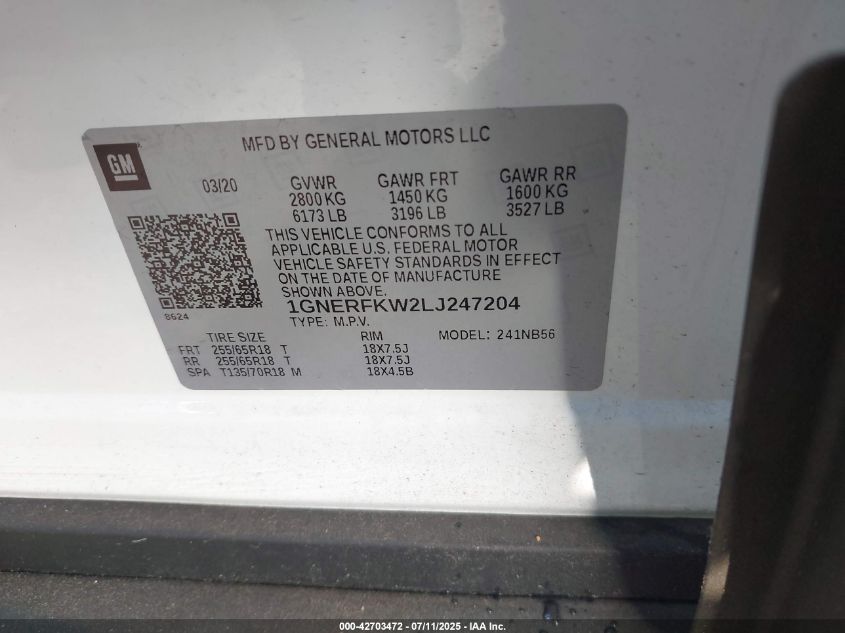 MFD BY GENERAL MOTORS LLC
GM
03/20 GVWR GAWR FRT GAWR RR
2800 KG 1450 KG 1600 KG
6173 LB 3196 LB 3527 LB
THIS VEHICLE CONFORMS TO ALL
APPLICABLE U.S. FEDERAL MOTOR
VEHICLE SAFETY STANDARDS IN EFFECT
ON THE DATE OF MANUFACTURE
SHOWN ABOVE.
8624
1GNERFKW2LJ247204
TYPE: M.P.V.
TIRE SIZE RIM MODEL: 241NB56
FRT 255/65R18 T 18X7.5J
RR 255/65R18 T 18X7.5J
SPA T135/70R18 M 18X4.5B
000-42703472 - 07/11/2025 - IAA Inc.